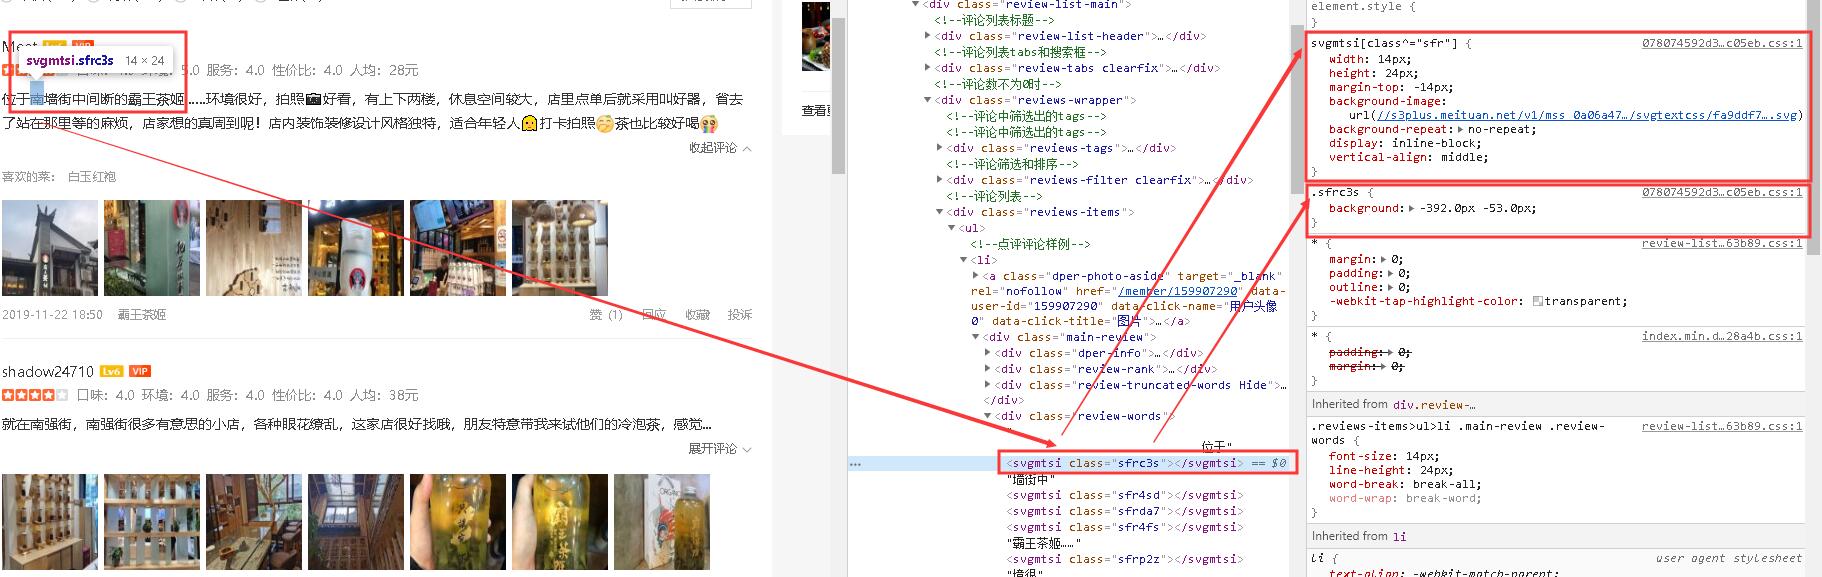 Meet Lv6 VIP
svgmtsi.sfrc3s 14 × 24
5.0 服务: 4.0 性价比: 4.0 人均: 28元
位于南墙街中间断的霸王茶姬......环境很好，拍照📷好看，有上下两楼，休息空间较大，店里点单后就采用叫好器，省去
了站在那里等的麻烦，店家想的真周到呢！店内装饰装修设计风格独特，适合年轻人打卡拍照茶也比较好喝
收起评论
喜欢的菜: 白玉红袍
2019-11-22 18:50 霸王茶姬
赞 (1) 回应 收藏 投诉
shadow24710 Lv6 VIP
口味: 4.0 环境: 4.0 服务: 4.0 性价比: 4.0 人均: 38元
就在南强街，南强街很多有意思的小店，各种眼花缭乱，这家店很好找哦，朋友特意带我来试他们的冷泡茶，感觉...
展开评论
查看更
<div class="review-list-main">
<!--评论列表标题-->
<div class="review-list-header">…</div>
<!--评论列表tabs和搜索框-->
<div class="review-tabs clearfix">…</div>
<!--评论数不为0时-->
<div class="reviews-wrapper">
<!--评论中筛选出的tags-->
<!--评论中筛选出的tags-->
<div class="reviews-tags">…</div>
<!--评论筛选和排序-->
<div class="reviews-filter clearfix">…</div>
<!--评论列表-->
<div class="reviews-items">
<ul>
<!--点评评论样例-->
<li>
<a class="dper-photo-aside" target="_blank"
rel="nofollow" href="/member/159907290" data-
user-id="159907290" data-click-name="用户头像
0" data-click-title="图片">…</a>
<div class="main-review">
<div class="dper-info">…</div>
<div class="review-rank">…</div>
<div class="review-truncated-words Hide">…
</div>
<div class="review-words">
"
位于"
<svgmtsi class="sfrc3s"></svgmtsi> == $0
"墙街中"
<svgmtsi class="sfr4sd"></svgmtsi>
<svgmtsi class="sfrda7"></svgmtsi>
<svgmtsi class="sfr4fs"></svgmtsi>
"霸王茶姬……"
<svgmtsi class="sfrp2z"></svgmtsi>
"境很"
element.style {
}
svgmtsi[class^="sfr"] { 078074592d3…c05eb.css:1
width: 14px;
height: 24px;
margin-top: -14px;
background-image:
url(//s3plus.meituan.net/v1/mss_0a06a47…/svgtextcss/fa9ddf7….svg)
background-repeat: no-repeat;
display: inline-block;
vertical-align: middle;
}
.sfrc3s { 078074592d3…c05eb.css:1
background: -392.0px -53.0px;
}
* { review-list…63b89.css:1
margin: 0;
padding: 0;
outline: 0;
-webkit-tap-highlight-color: transparent;
}
* { index.min.d…28a4b.css:1
padding: 0;
margin: 0;
}
Inherited from div.review-…
.reviews-items>ul>li .main-review .review- review-list…63b89.css:1
words {
font-size: 14px;
line-height: 24px;
word-break: break-all;
word-wrap: break-word;
}
Inherited from li
li { user agent stylesheet
text-align: -webkit-match-parent;